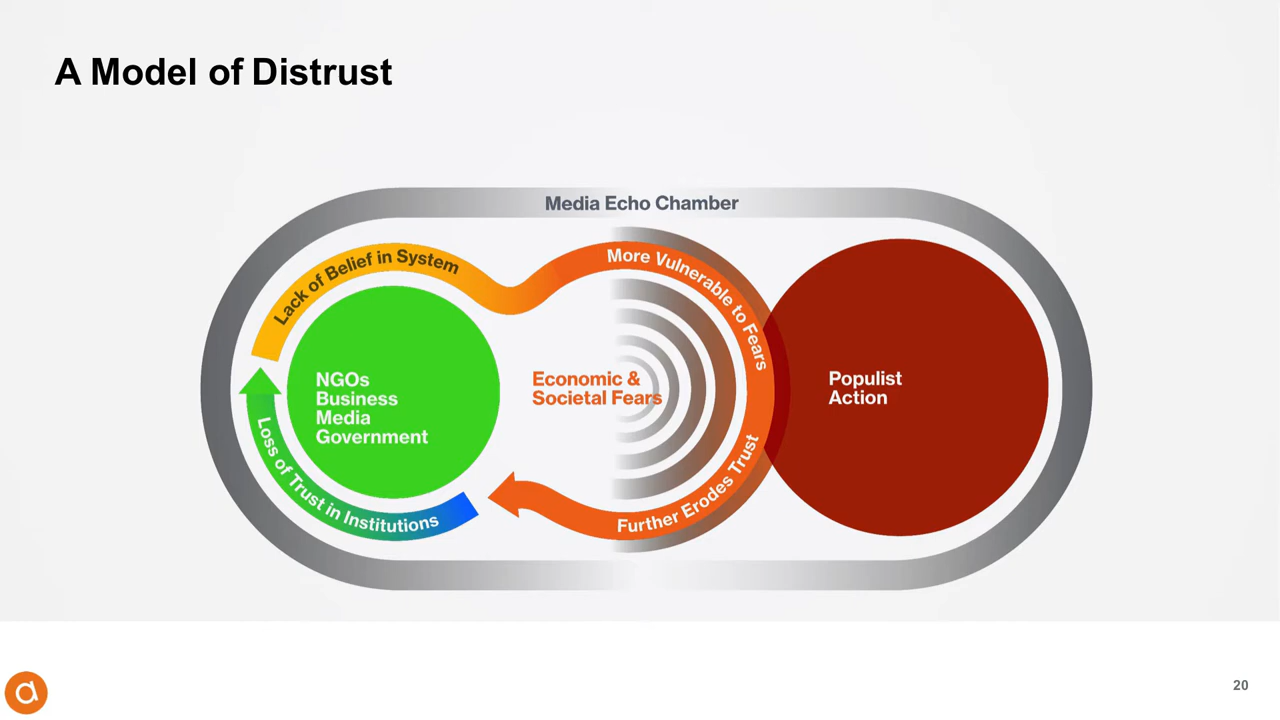 A Model of Distrust
Media Echo Chamber
Lack of Belief in System
More Vulnerable to Fears
NGOs
Business
Media
Government
Economic &
Societal Fears
Populist
Action
Loss of Trust in Institutions
Further Erodes Trust
20